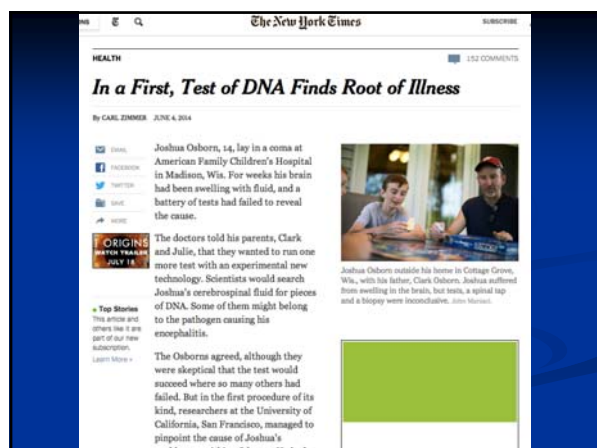 The New York Times
SUBSCRIBE
HEALTH
152 COMMENTS
In a First, Test of DNA Finds Root of Illness
By CARL ZIMMER JUNE 4, 2014
EMAIL
FACEBOOK
TWITTER
SAVE
MORE
T ORIGINS
WATCH TRAILER
JULY 18
Top Stories
This article and
others like it are
part of our new
subscription.
Learn More »
Joshua Osborn, 14, lay in a coma at
American Family Children's Hospital
in Madison, Wis. For weeks his brain
had been swelling with fluid, and a
battery of tests had failed to reveal
the cause.
The doctors told his parents, Clark
and Julie, that they wanted to run one
more test with an experimental new
technology. Scientists would search
Joshua's cerebrospinal fluid for pieces
of DNA. Some of them might belong
to the pathogen causing his
encephalitis.
The Osborns agreed, although they
were skeptical that the test would
succeed where so many others had
failed. But in the first procedure of its
kind, researchers at the University of
California, San Francisco, managed to
pinpoint the cause of Joshua's
Joshua Osborn outside his home in Cottage Grove,
Wis., with his father, Clark Osborn. Joshua suffered
from swelling in the brain, but tests, a spinal tap
and a biopsy were inconclusive.